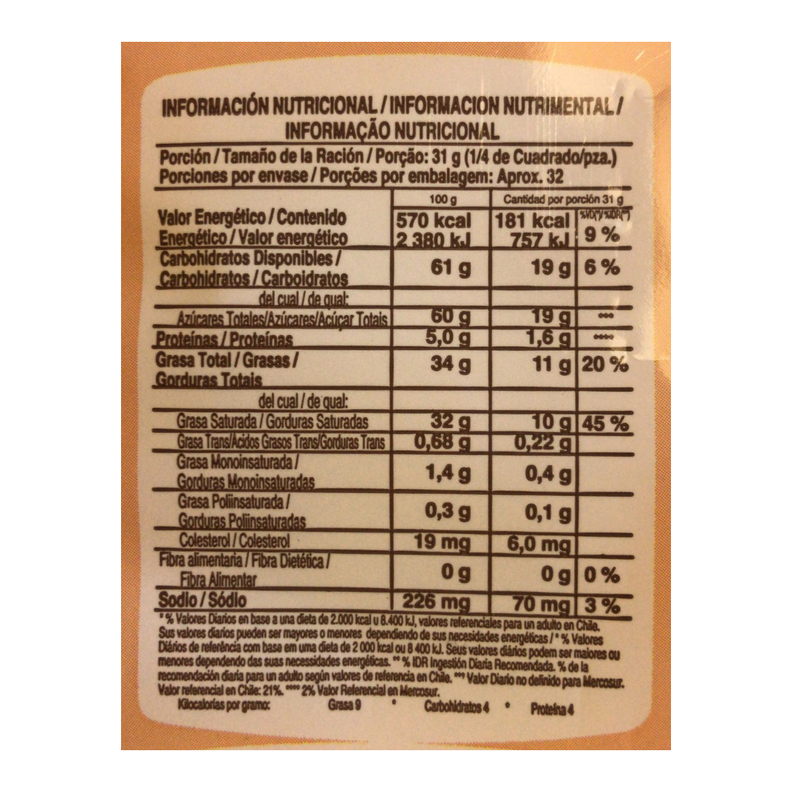 INFORMACIÓN NUTRICIONAL / INFORMACION NUTRIMENTAL /
INFORMAÇÃO NUTRICIONAL
Porción / Tamaño de la Ración / Porção: 31 g (1/4 de Cuadrado/pza.)
Porciones por envase / Porções por embalagem: Aprox. 32
100 g Cantidad por porción 31 g
Valor Energético / Contenido 570 kcal 181 kcal %VD(*)/%IDR(**)
Energético / Valor energético 2 380 kJ 757 kJ 9 %
Carbohidratos Disponibles /
Carbohidratos / Carboidratos 61 g 19 g 6 %
del cual / de qual:
Azúcares Totales/Azúcares/Acúcar Totais 60 g 19 g ***
Proteínas / Proteínas 5,0 g 1,6 g ****
Grasa Total / Grasas / 34 g 11 g 20 %
Gorduras Totais
del cual / de qual:
Grasa Saturada / Gorduras Saturadas 32 g 10 g 45 %
Grasa Trans/Acidos Grasos Trans/Gorduras Trans 0,68 g 0,22 g
Grasa Monoinsaturada /
Gorduras Monoinsaturadas 1,4 g 0,4 g
Grasa Poliinsaturada /
Gorduras Poliinsaturadas 0,3 g 0,1 g
Colesterol / Colesterol 19 mg 6,0 mg
Fibra alimentaria / Fibra Dietética /
Fibra Alimentar 0 g 0 g 0 %
Sodio / Sódio 226 mg 70 mg 3 %
* % Valores Diarios en base a una dieta de 2.000 kcal u 8.400 kJ, valores referenciales para un adulto en Chile.
Sus valores diarios pueden ser mayores o menores dependiendo de sus necesidades energéticas / * % Valores
Diários de referência com base em uma dieta de 2 000 kcal ou 8 400 kJ. Seus valores diários podem ser maiores ou
menores dependendo das suas necessidades energéticas. ** % IDR Ingestión Diaria Recomendada. % de la
recomendación diaria para un adulto según valores de referencia en Chile. *** Valor Diario no definido para Mercosur.
Valor referencial en Chile: 21%. **** 2% Valor Referencial en Mercosur.
Kilocalorías por gramo: Grasa 9 * Carbohidratos 4 * Proteína 4